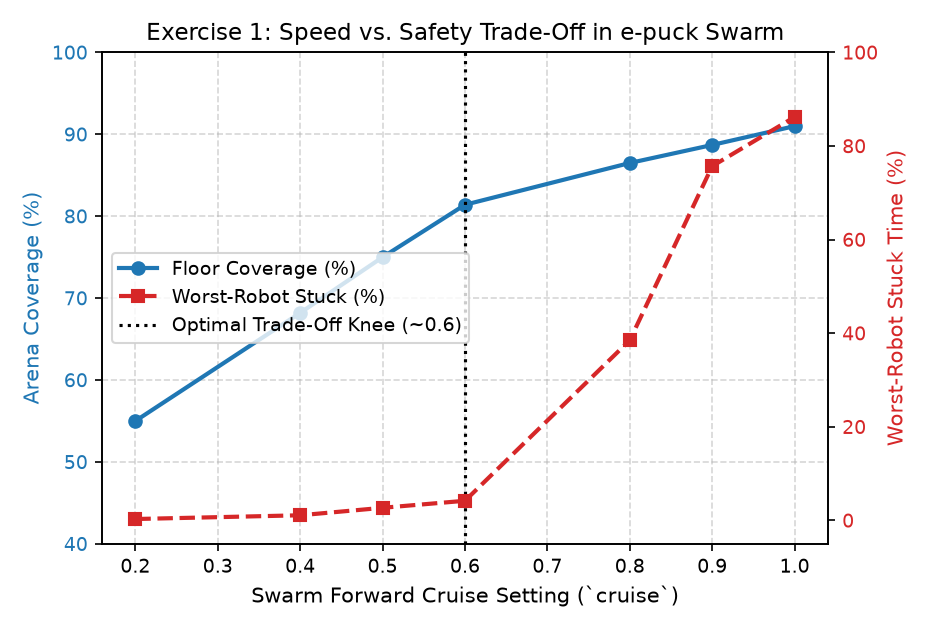 Exercise 1: Speed vs. Safety Trade-Off in e-puck Swarm
Arena Coverage (%)
100
90
80
70
60
50
40
Floor Coverage (%)
Worst-Robot Stuck (%)
Optimal Trade-Off Knee (~0.6)
100
80
60
40
20
0
Worst-Robot Stuck Time (%)
0.2 0.3 0.4 0.5 0.6 0.7 0.8 0.9 1.0
Swarm Forward Cruise Setting (`cruise`)